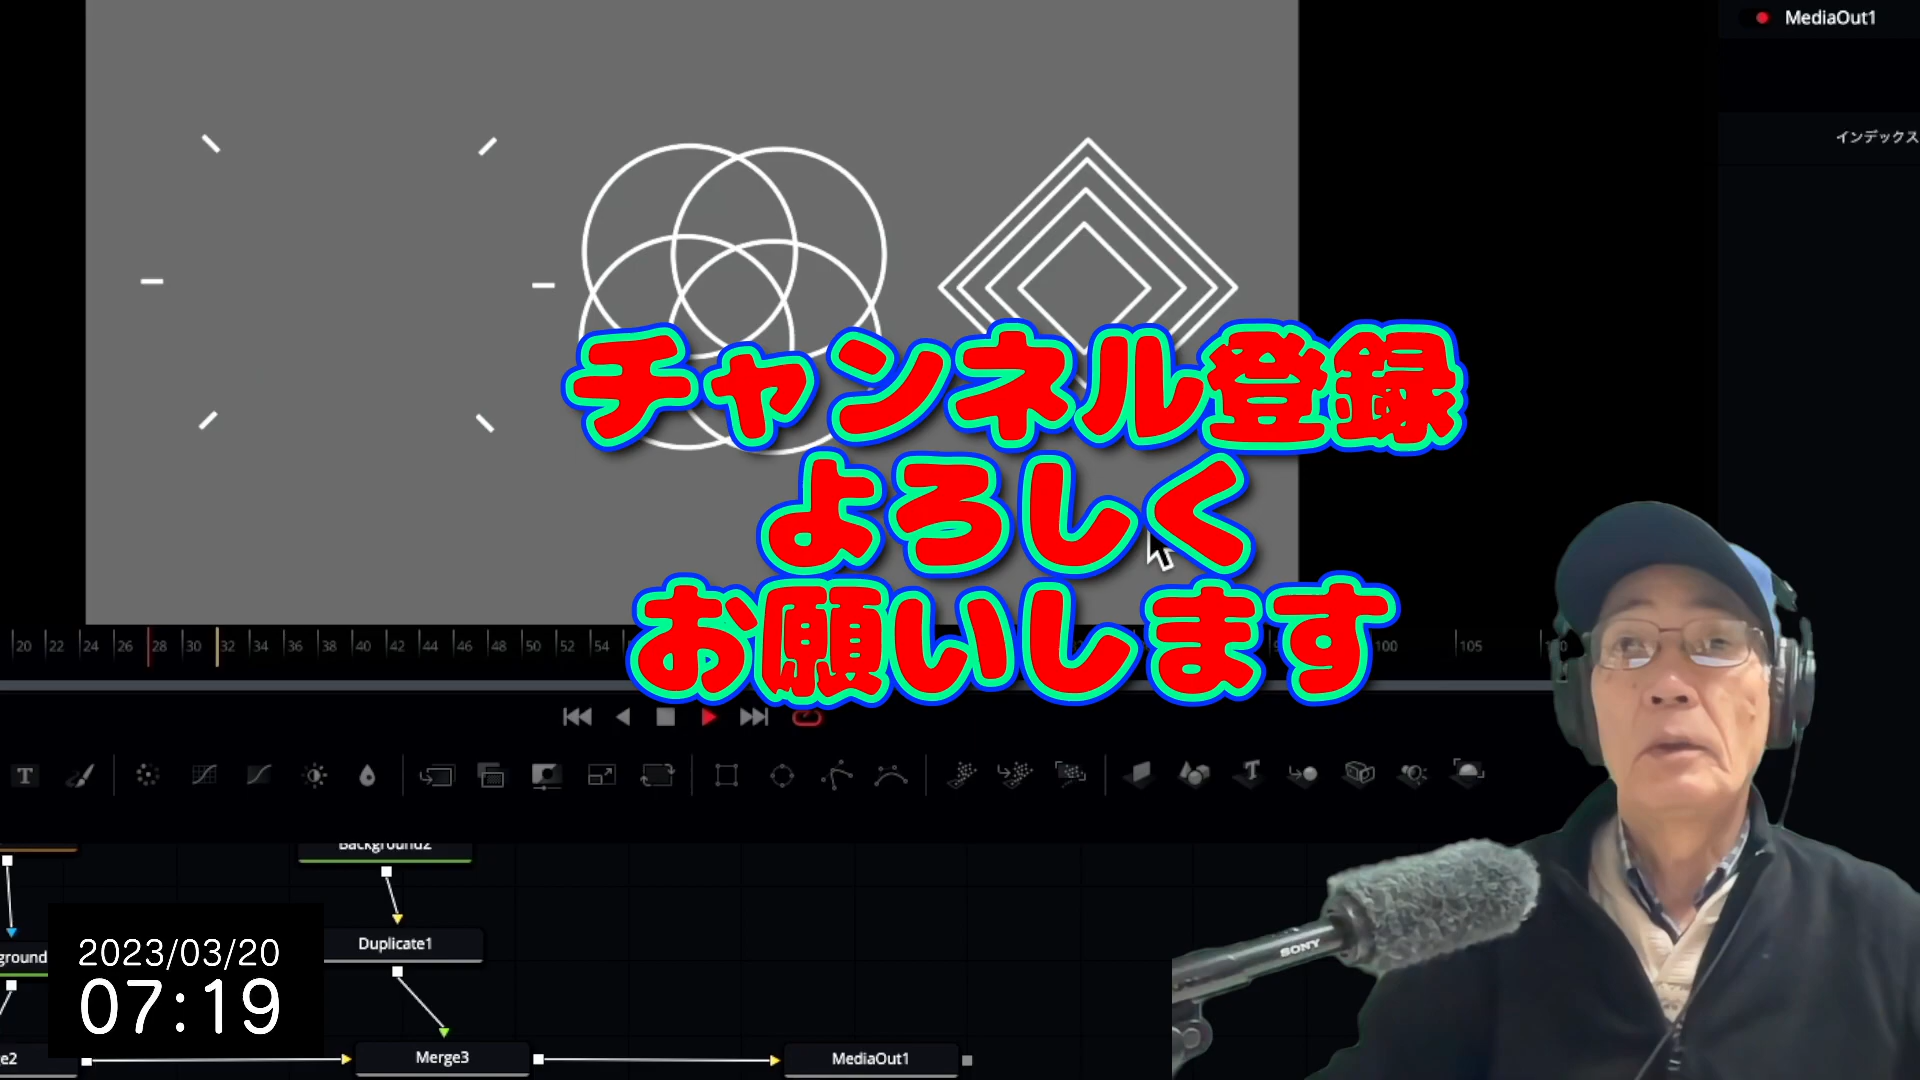 MediaOut1
インデックス
チャンネル登録
よろしく
お願いします
20 22 24 26 28 30 32 34 36 38 40 42 44 46 48 50 52 54 100 105
T
T
Background2
ground
Duplicate1
2023/03/20
07:19
SONY
e2
Merge3
MediaOut1